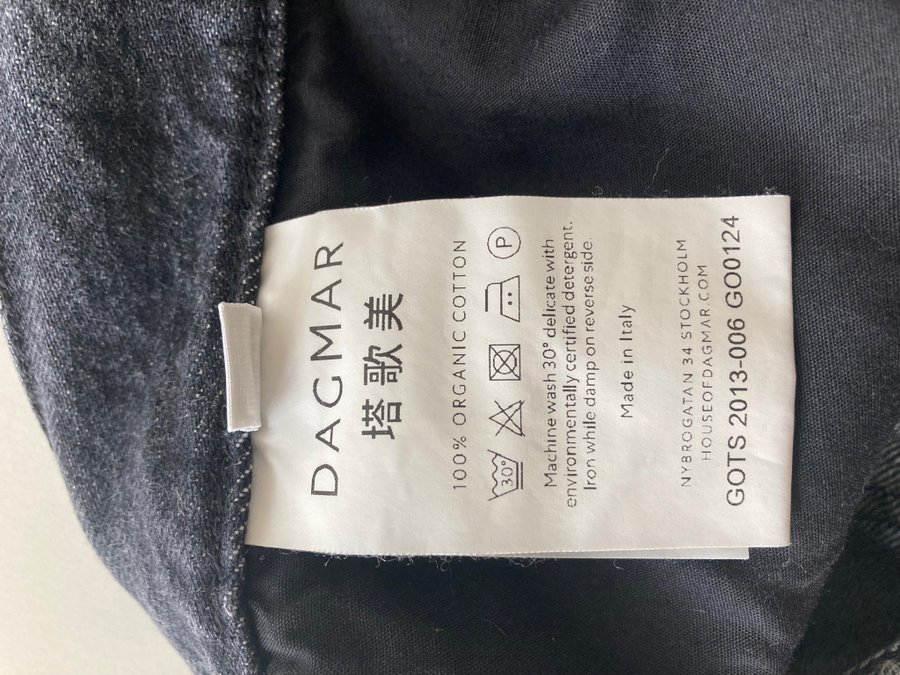 DAGMAR
塔歌美
100% ORGANIC COTTON
30° P
Machine wash 30° delicate with
environmentally certified detergent.
Iron while damp on reverse side.
Made in Italy
NYBROGATAN 34 STOCKHOLM
HOUSEOFDAGMAR.COM
GOTS 2013-006 GO0124